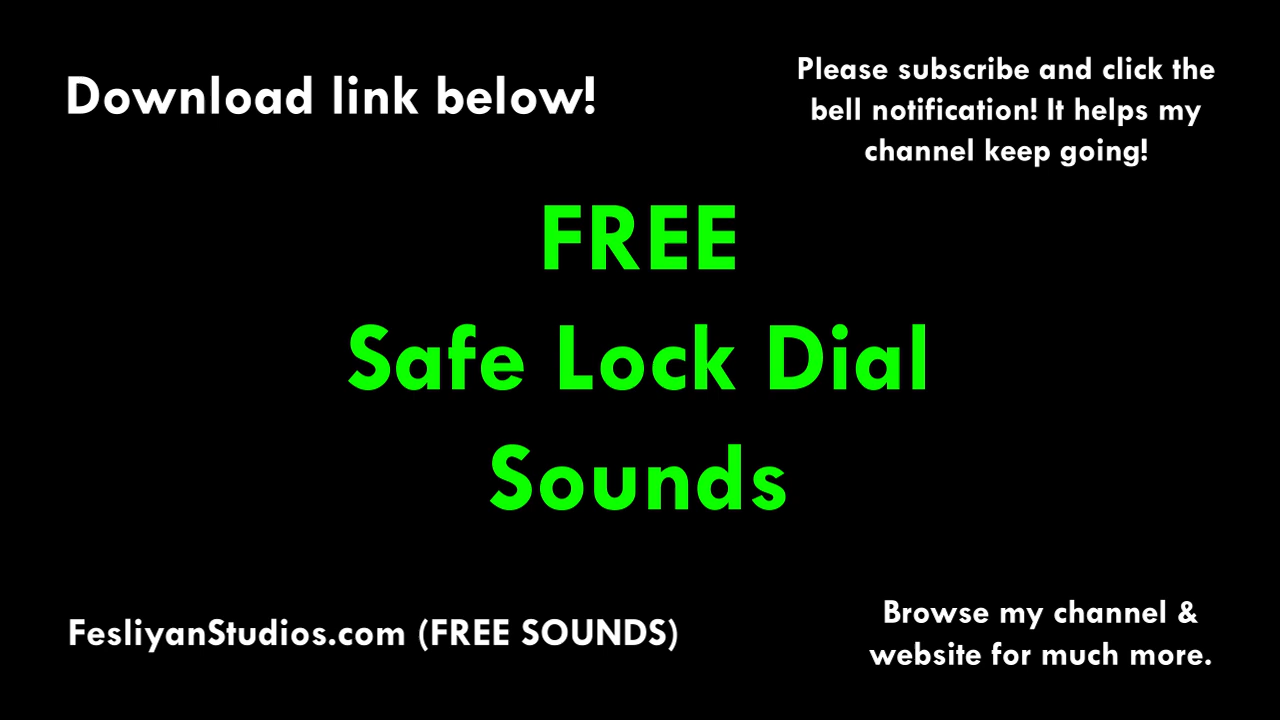 Download link below!
Please subscribe and click the
bell notification! It helps my
channel keep going!
FREE
Safe Lock Dial
Sounds
FesliyanStudios.com (FREE SOUNDS)
Browse my channel &
website for much more.